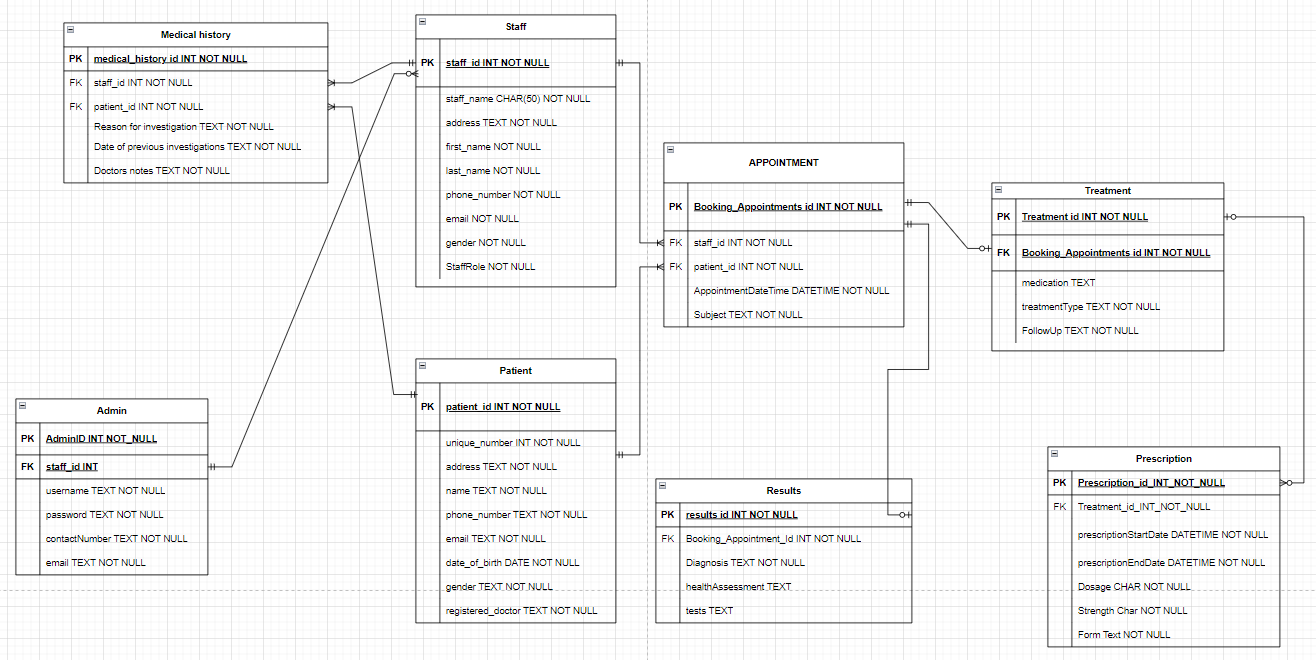 Medical history
PK medical_history id INT NOT NULL
FK staff_id INT NOT NULL
FK patient_id INT NOT NULL
Reason for investigation TEXT NOT NULL
Date of previous investigations TEXT NOT NULL
Doctors notes TEXT NOT NULL
Staff
PK staff_id INT NOT NULL
staff_name CHAR(50) NOT NULL
address TEXT NOT NULL
first_name NOT NULL
last_name NOT NULL
phone_number NOT NULL
email NOT NULL
gender NOT NULL
StaffRole NOT NULL
APPOINTMENT
PK Booking_Appointments id INT NOT NULL
FK staff_id INT NOT NULL
FK patient_id INT NOT NULL
AppointmentDateTime DATETIME NOT NULL
Subject TEXT NOT NULL
Treatment
PK Treatment id INT NOT NULL
FK Booking_Appointments id INT NOT NULL
medication TEXT
treatmentType TEXT NOT NULL
FollowUp TEXT NOT NULL
Admin
PK AdminID INT NOT_NULL
FK staff_id INT
username TEXT NOT NULL
password TEXT NOT NULL
contactNumber TEXT NOT NULL
email TEXT NOT NULL
Patient
PK patient_id INT NOT NULL
unique_number INT NOT NULL
address TEXT NOT NULL
name TEXT NOT NULL
phone_number TEXT NOT NULL
email TEXT NOT NULL
date_of_birth DATE NOT NULL
gender TEXT NOT NULL
registered_doctor TEXT NOT NULL
Results
PK results id INT NOT NULL
FK Booking_Appointment_Id INT NOT NULL
Diagnosis TEXT NOT NULL
healthAssessment TEXT
tests TEXT
Prescription
PK Prescription_id_INT_NOT_NULL
FK Treatment_id_INT_NOT_NULL
prescriptionStartDate DATETIME NOT NULL
prescriptionEndDate DATETIME NOT NULL
Dosage CHAR NOT NULL
Strength Char NOT NULL
Form Text NOT NULL